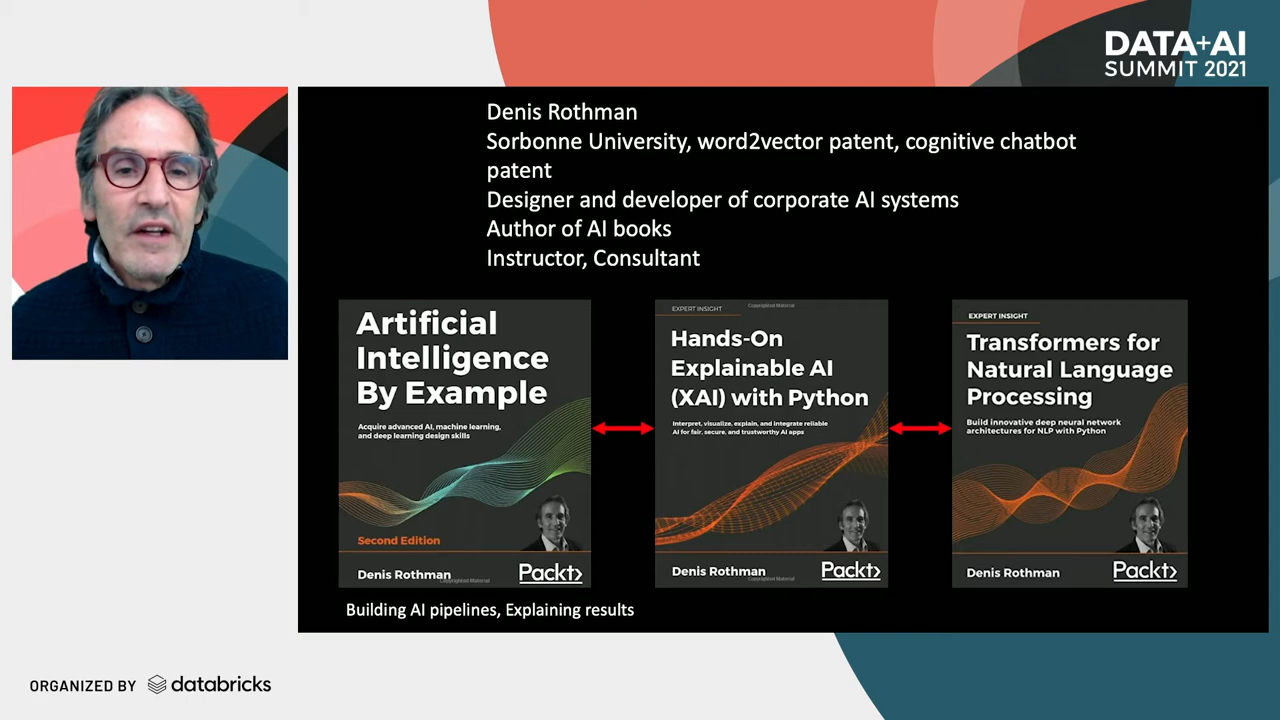 DATA+AI
SUMMIT 2021
Denis Rothman
Sorbonne University, word2vector patent, cognitive chatbot
patent
Designer and developer of corporate AI systems
Author of AI books
Instructor, Consultant
Artificial
Intelligence
By Example
Acquire advanced AI, machine learning,
and deep learning design skills
Second Edition
Denis Rothman
Copyrighted Material
Packt>
EXPERT INSIGHT
Copyrighted Material
Hands-On
Explainable AI
(XAI) with Python
Interpret, visualize, explain, and integrate reliable
AI for fair, secure, and trustworthy AI apps
Denis Rothman
Copyrighted Material
Packt>
EXPERT INSIGHT
Transformers for
Natural Language
Processing
Build innovative deep neural network
architectures for NLP with Python
Denis Rothman
Packt>
Building AI pipelines, Explaining results
ORGANIZED BY databricks